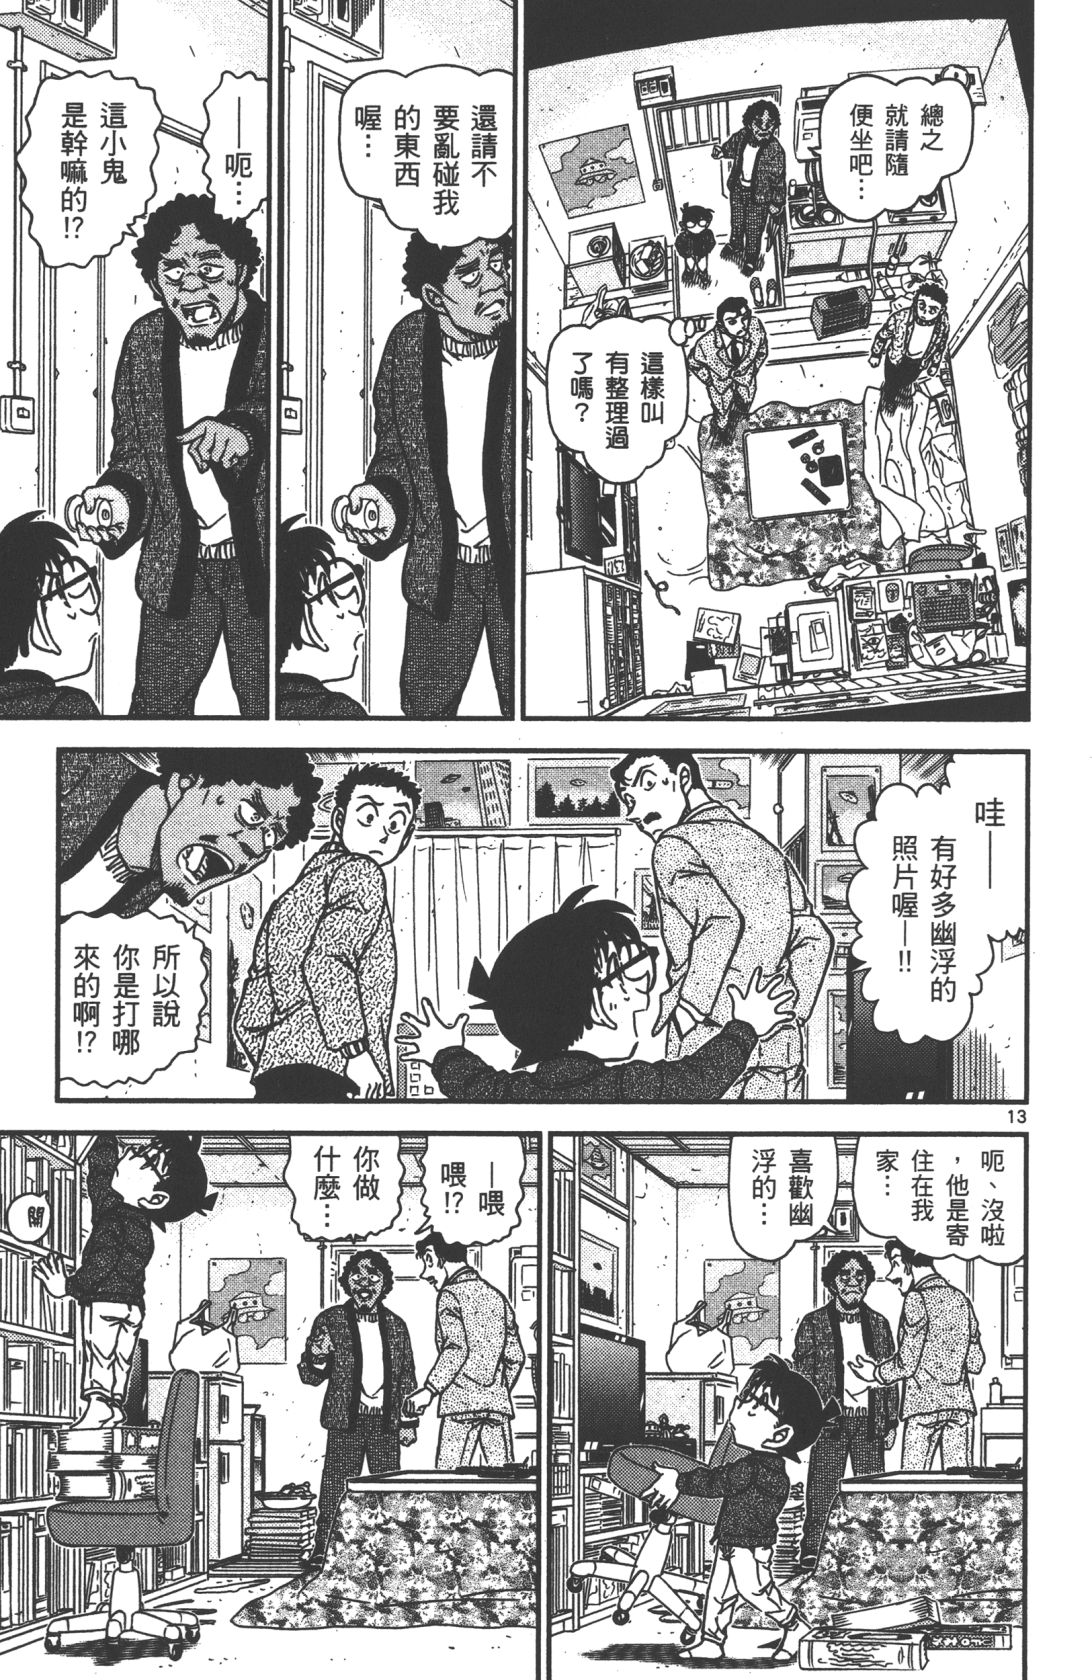 總之
就請隨
便坐吧⋯
這樣叫
有整理過
了嗎？
還請不
要亂碰我
的東西
喔⋯
──呃⋯
這小鬼
是幹嘛的!?
哇──
有好多幽浮的
照片喔─!!
所以說
你是打哪
來的啊!?
13
呃、沒啦
，他是寄
住在我
家⋯
喜歡幽
浮的⋯
─喂
喂!?
你做
什麼⋯